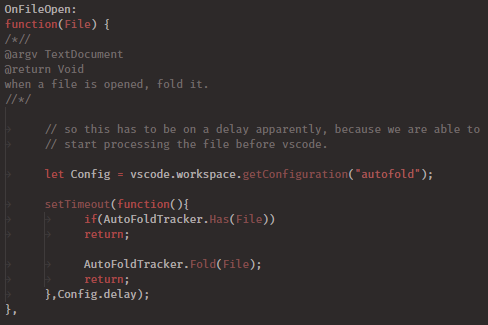 OnFileOpen:
function(File) {
/*//
@argv TextDocument
@return Void
when a file is opened, fold it.
//*/
// so this has to be on a delay apparently, because we are able to
// start processing the file before vscode.
let Config = vscode.workspace.getConfiguration("autofold");
setTimeout(function(){
if(AutoFoldTracker.Has(File))
return;
AutoFoldTracker.Fold(File);
return;
},Config.delay);
},